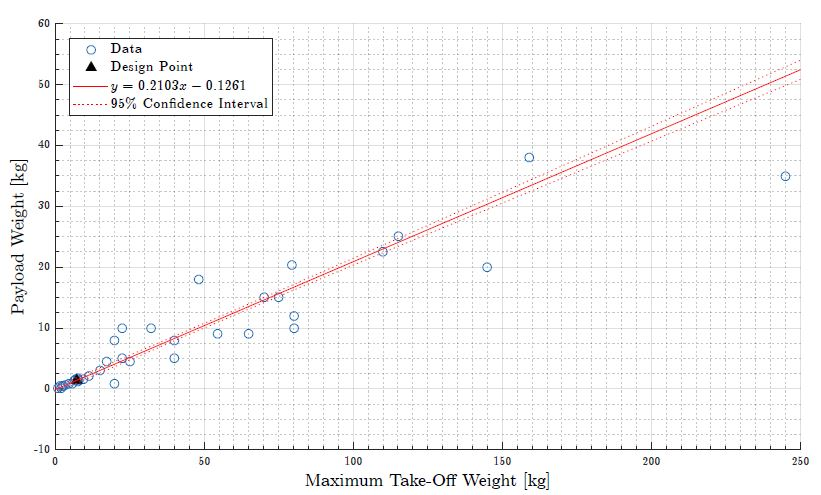 60
50
40
30
20
10
0
-10
Payload Weight [kg]
Data
Design Point
y = 0.2103x − 0.1261
95% Confidence Interval
0 50 100 150 200 250
Maximum Take-Off Weight [kg]